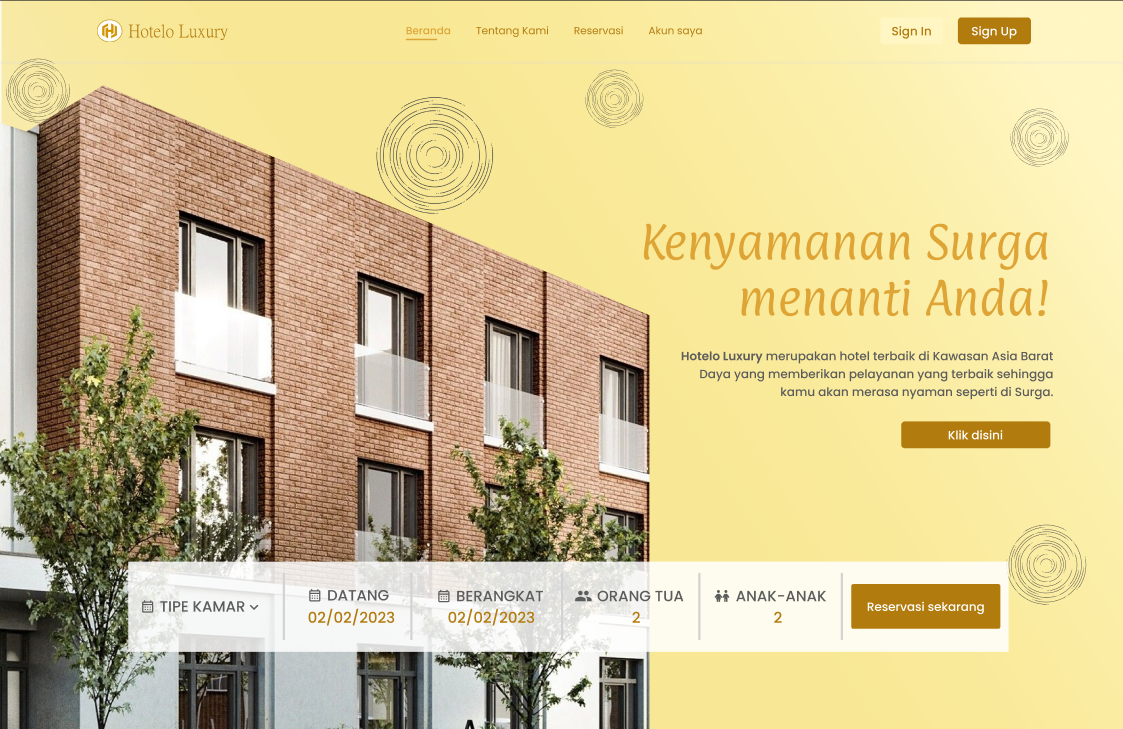 Hotelo Luxury
Beranda
Tentang Kami
Reservasi
Akun saya
Sign In
Sign Up
Kenyamanan Surga
menanti Anda!
Hotelo Luxury merupakan hotel terbaik di Kawasan Asia Barat
Daya yang memberikan pelayanan yang terbaik sehingga
kamu akan merasa nyaman seperti di Surga.
Klik disini
TIPE KAMAR
DATANG
02/02/2023
BERANGKAT
02/02/2023
ORANG TUA
2
ANAK-ANAK
2
Reservasi sekarang